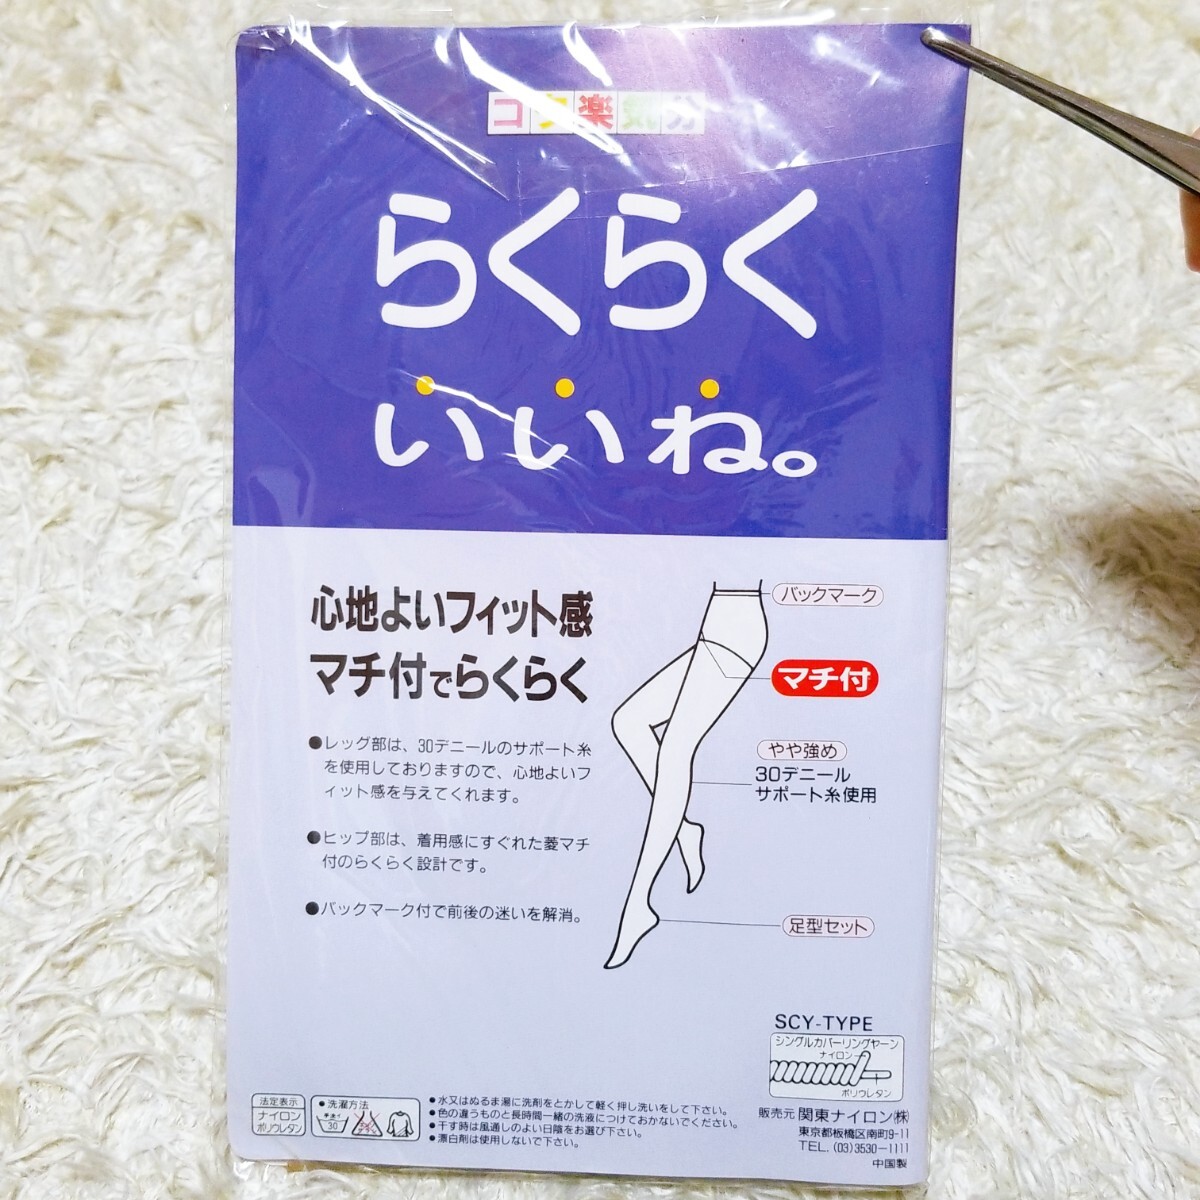 コタ楽気分
らくらく
いいね。
心地よいフィット感
マチ付でらくらく
●レッグ部は、30デニールのサポート糸
を使用しておりますので、心地よいフ
ィット感を与えてくれます。
●ヒップ部は、着用感にすぐれた菱マチ
付のらくらく設計です。
●バックマーク付で前後の迷いを解消。
バックマーク
マチ付
やや強め
30デニール
サポート糸使用
足型セット
SCY-TYPE
シングルカバーリングヤーン
ナイロン
ポリウレタン
法定表示
ナイロン
ポリウレタン
●洗濯方法
手洗イ
30
●水又はぬるま湯に洗剤をとかして軽く押し洗いをして下さい。
●色の違うものと長時間一緒の洗液につけておかないでください。
●干す時は風通しのよい日陰をお選び下さい。
●漂白剤は使用しないで下さい。
販売元 関東ナイロン㈱
東京都板橋区南町9-11
TEL. (03)3530-1111
中国製